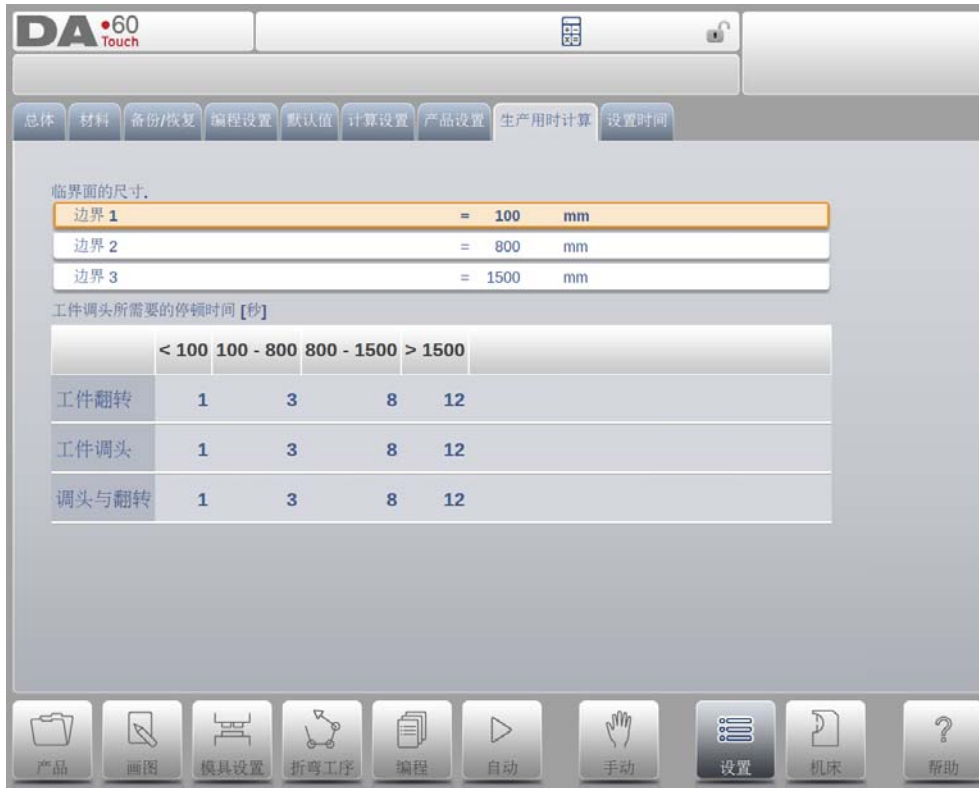 DA•60
Touch
总体 材料 备份/恢复 编程设置 默认值 计算设置 产品设置 生产用时计算 设置时间
临界面的尺寸.
边界 1 = 100 mm
边界 2 = 800 mm
边界 3 = 1500 mm
工件调头所需要的停顿时间 [秒]
< 100 100 - 800 800 - 1500 > 1500
工件翻转 1 3 8 12
工件调头 1 3 8 12
调头与翻转 1 3 8 12
产品 画图 模具设置 折弯工序 编程 自动 手动 设置 机床 帮助